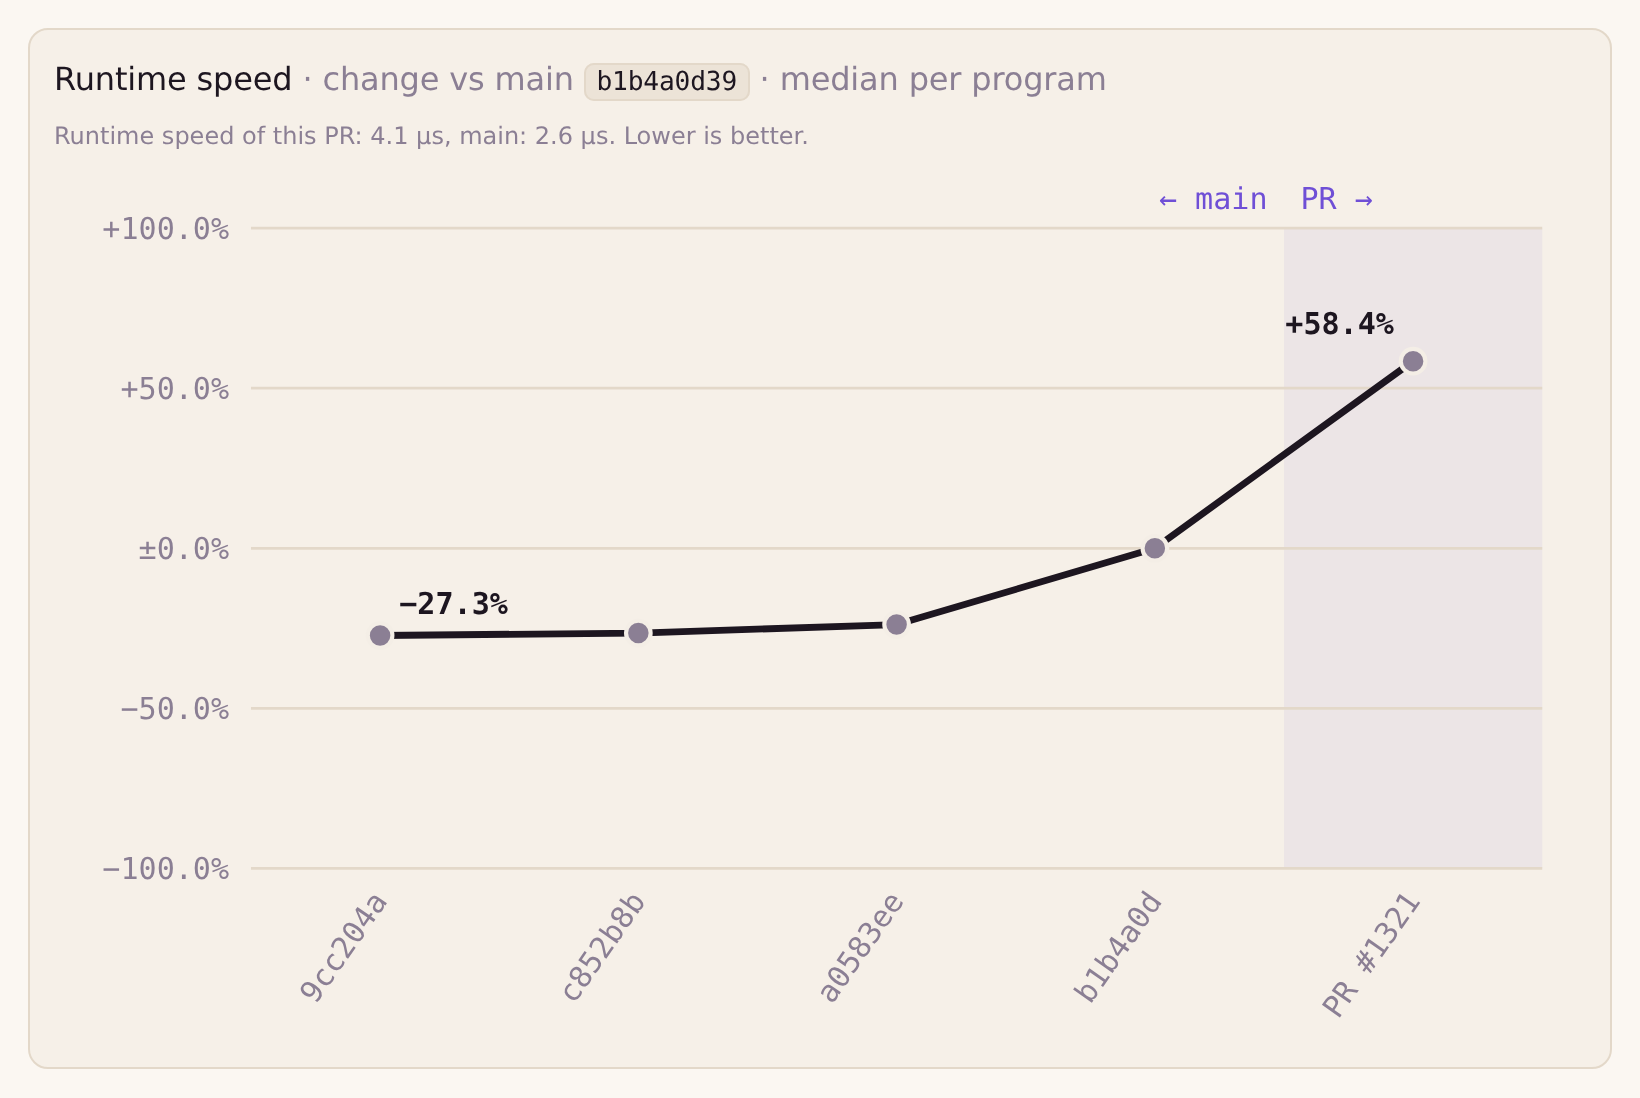 Runtime speed · change vs main b1b4a0d39 · median per program
Runtime speed of this PR: 4.1 µs, main: 2.6 µs. Lower is better.
← main PR →
+100.0%
+58.4%
+50.0%
±0.0%
−27.3%
−50.0%
−100.0%
9cc204a
c852b8b
a0583ee
b1b4a0d
PR #1321